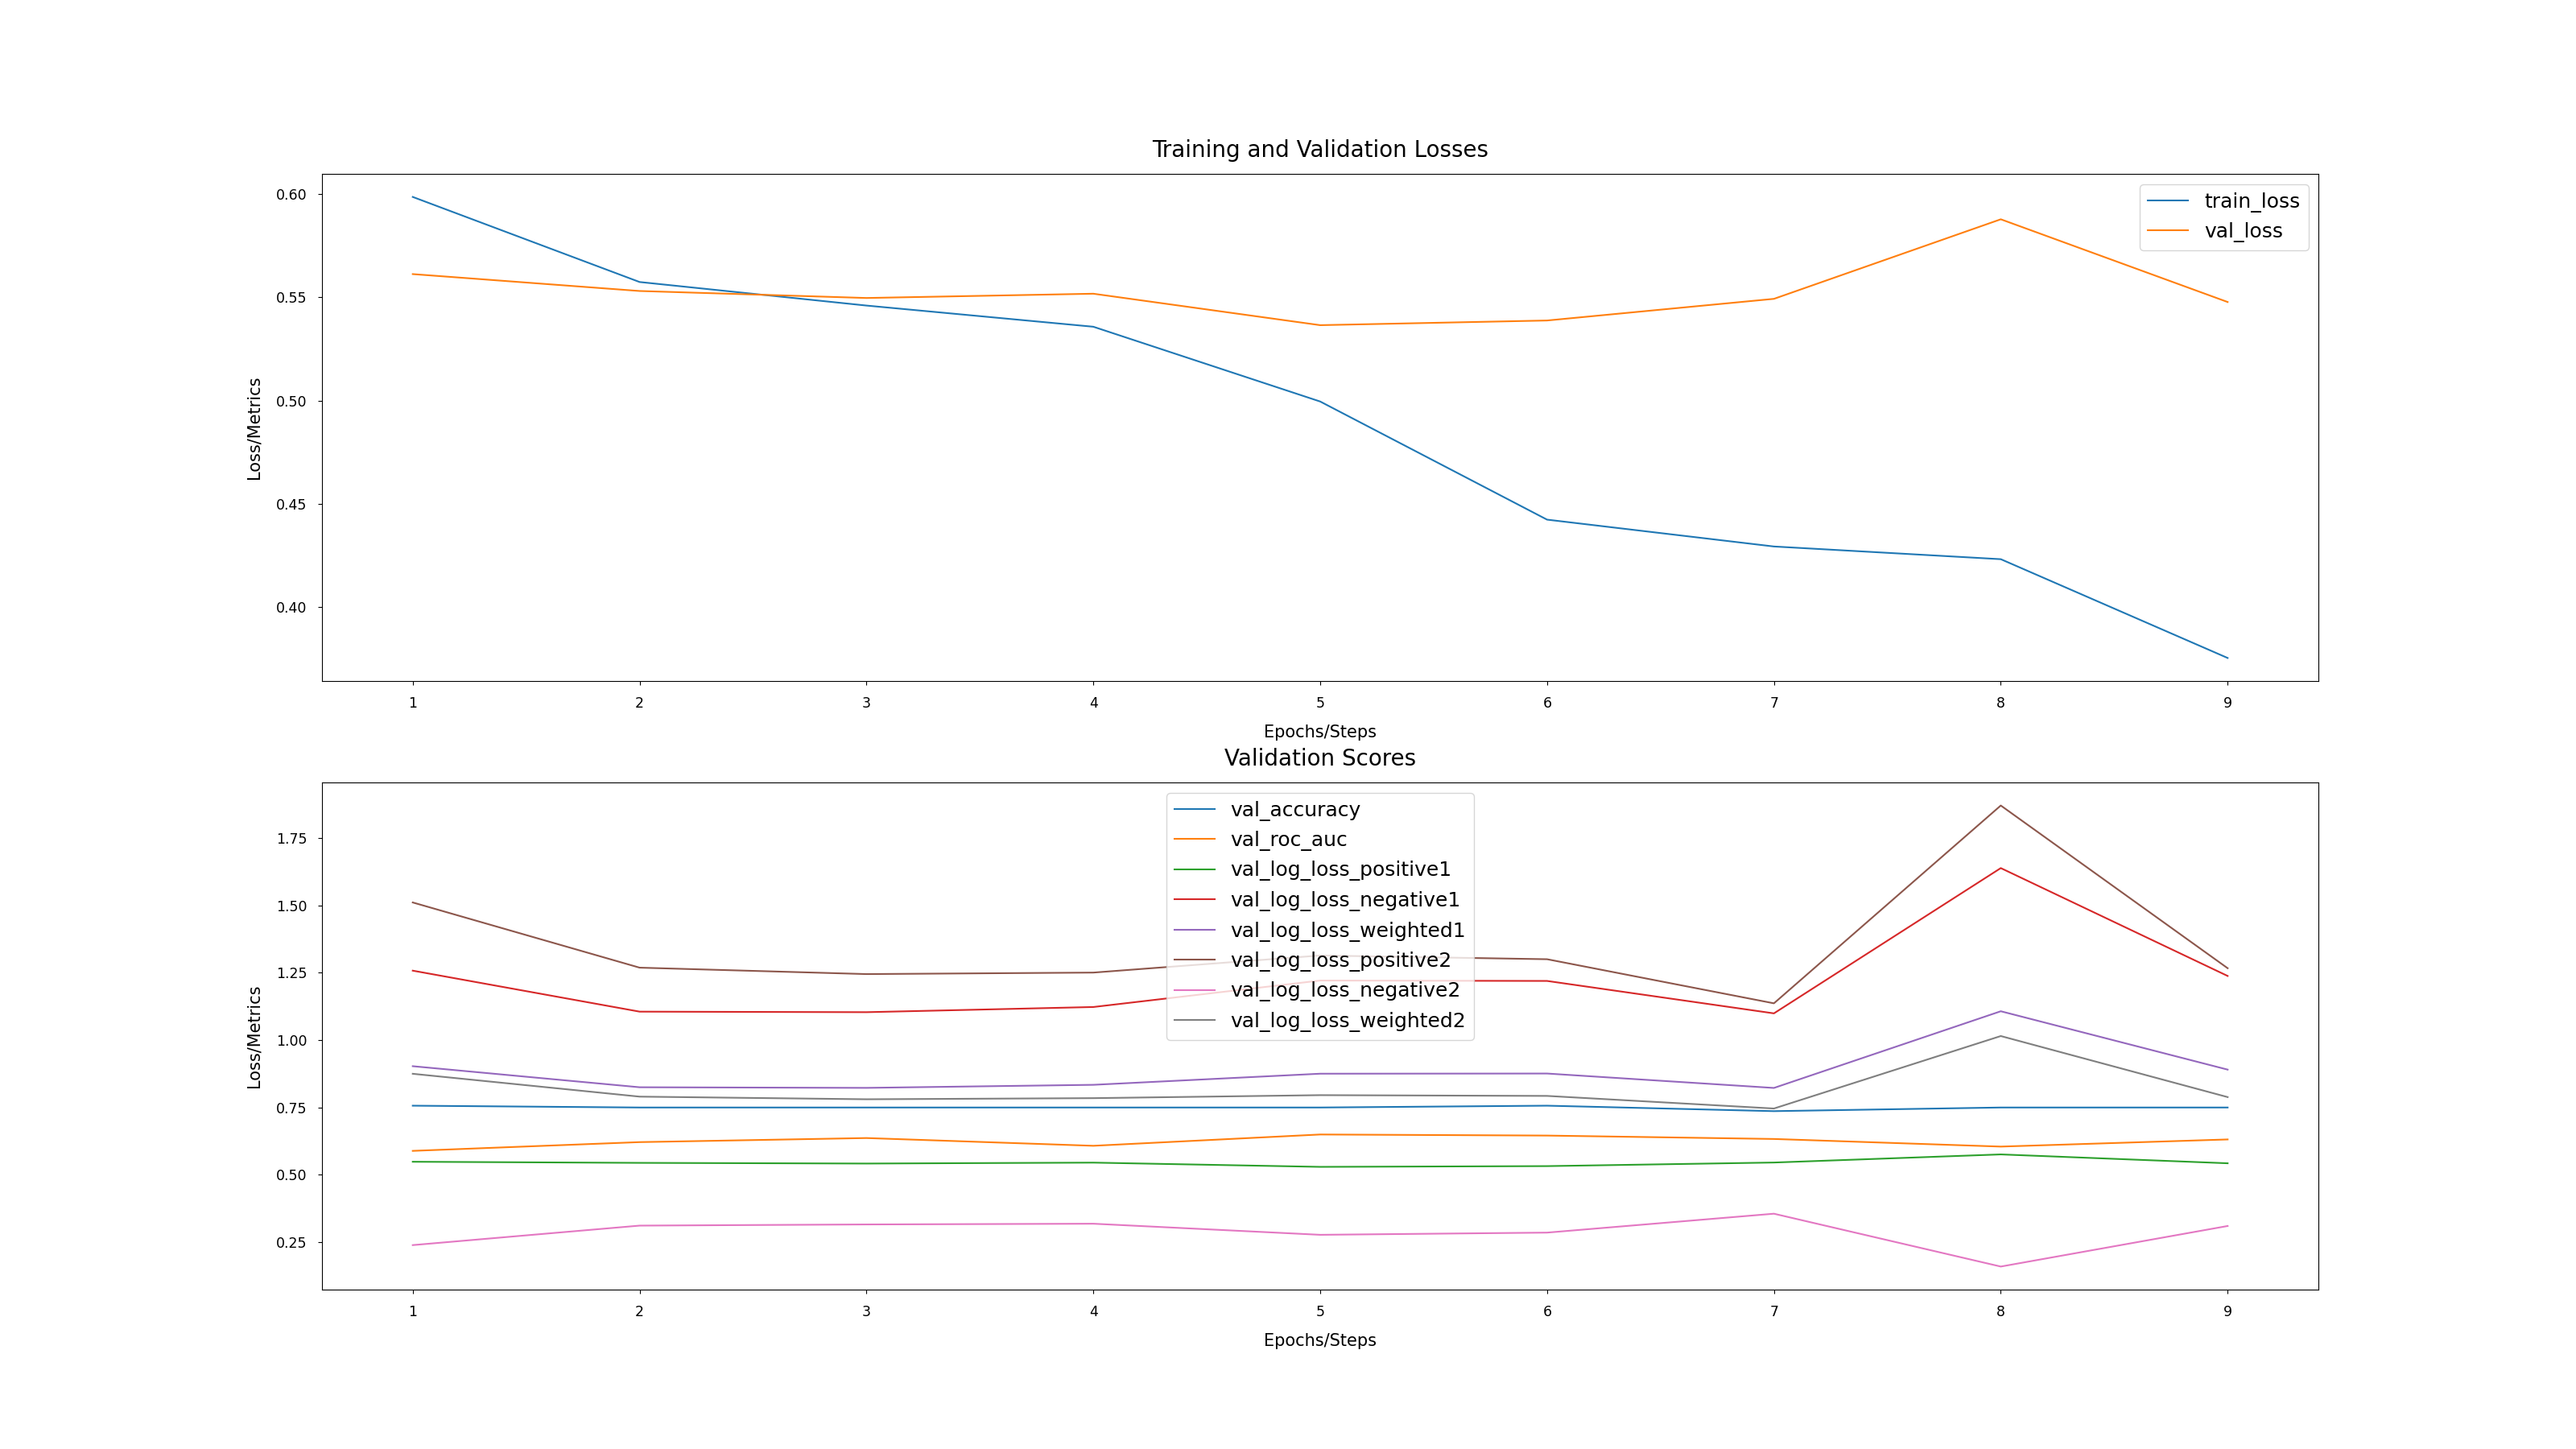 Training and Validation Losses
train_loss
val_loss
Loss/Metrics
0.60
0.55
0.50
0.45
0.40
1 2 3 4 5 6 7 8 9
Epochs/Steps
Validation Scores
val_accuracy
val_roc_auc
val_log_loss_positive1
val_log_loss_negative1
val_log_loss_weighted1
val_log_loss_positive2
val_log_loss_negative2
val_log_loss_weighted2
Loss/Metrics
1.75
1.50
1.25
1.00
0.75
0.50
0.25
1 2 3 4 5 6 7 8 9
Epochs/Steps